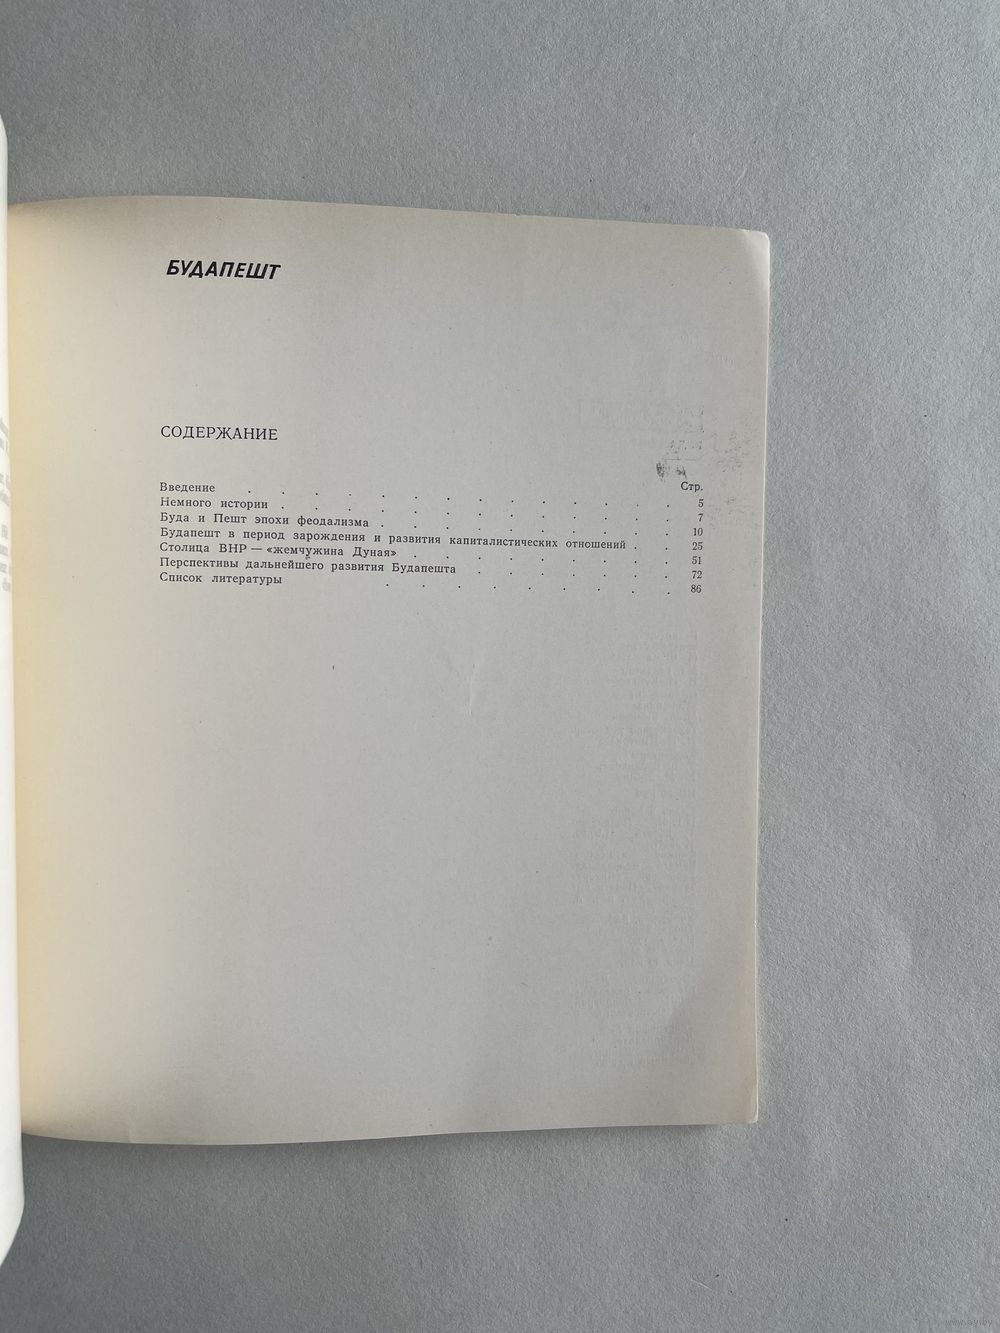 БУДАПЕШТ
СОДЕРЖАНИЕ
Стр.
Введение . . . . . . . . . . . . . 5
Немного истории . . . . . . . . . . . . 7
Буда и Пешт эпохи феодализма . . . . . . . . . 10
Будапешт в период зарождения и развития капиталистических отношений . . 25
Столица ВНР — «жемчужина Дуная» . . . . . . . . 51
Перспективы дальнейшего развития Будапешта . . . . . . 72
Список литературы . . . . . . . . 86